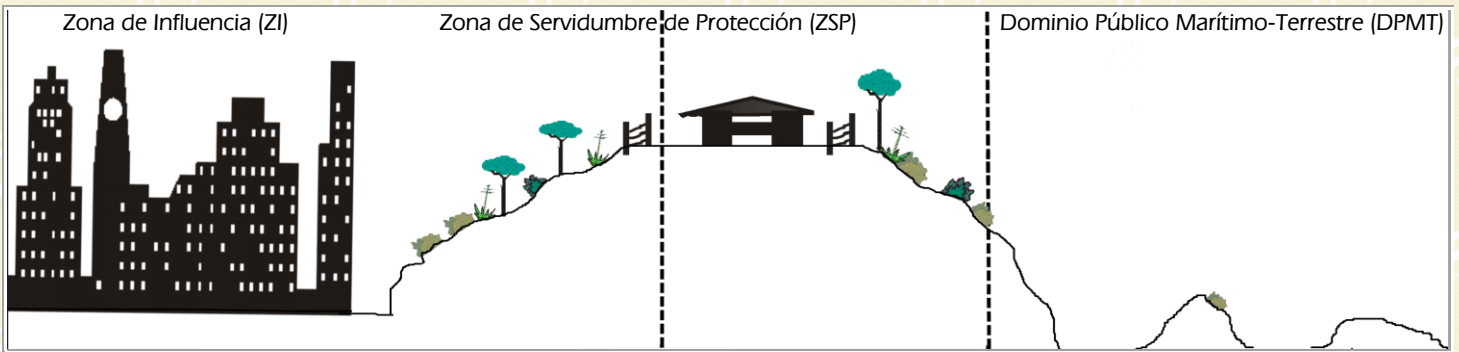 Zona de Influencia (ZI) Zona de Servidumbre de Protección (ZSP) Dominio Público Marítimo-Terrestre (DPMT)